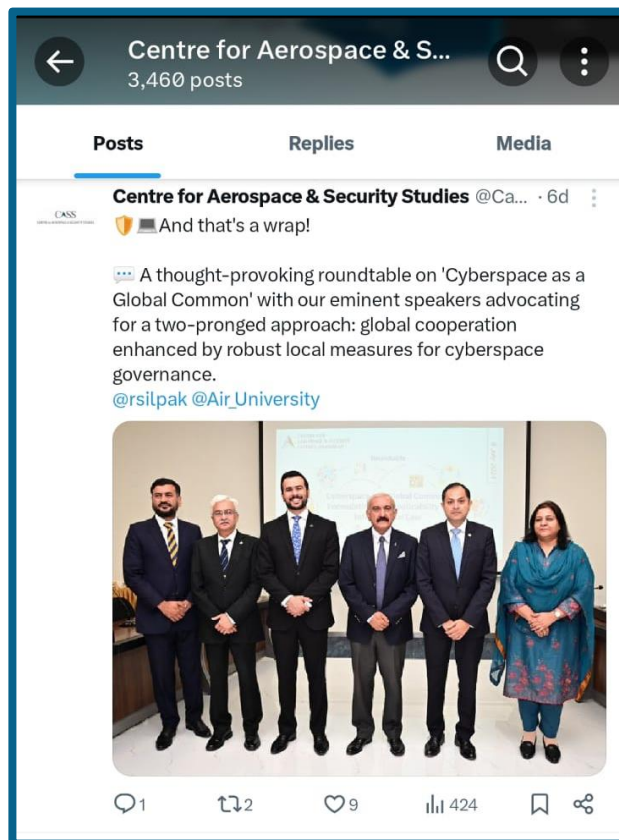 Centre for Aerospace & S...
3,460 posts
Posts
Replies
Media
Centre for Aerospace & Security Studies @Ca... · 6d
CASS
🛡️💻And that's a wrap!
💬 A thought-provoking roundtable on 'Cyberspace as a
Global Common' with our eminent speakers advocating
for a two-pronged approach: global cooperation
enhanced by robust local measures for cyberspace
governance.
@rsilpak @Air_University
1
2
9
424